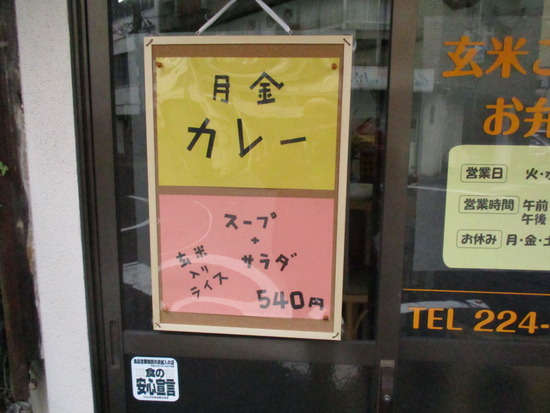 月 金
カレー
スープ
+
サラダ
玄米
入り
ライス
540円
玄米
お弁
営業日 火・水
営業時間 午前
午後
お休み 月・金・土
TEL 224-
食の
安心宣言